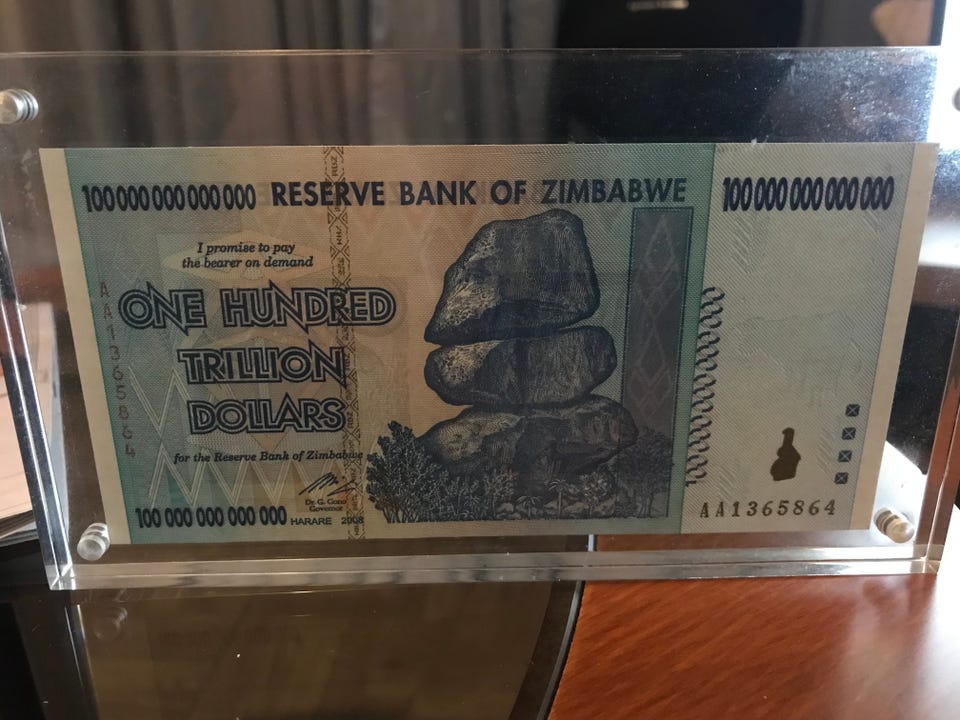 100 000 000 000 000 RESERVE BANK OF ZIMBABWE 100 000 000 000 000
I promise to pay
the bearer on demand
ONE HUNDRED
TRILLION
DOLLARS
for the Reserve Bank of Zimbabwe
Dr. G. Gono
Governor
100 000 000 000 000 HARARE 2008
AA1365864
AA1365864